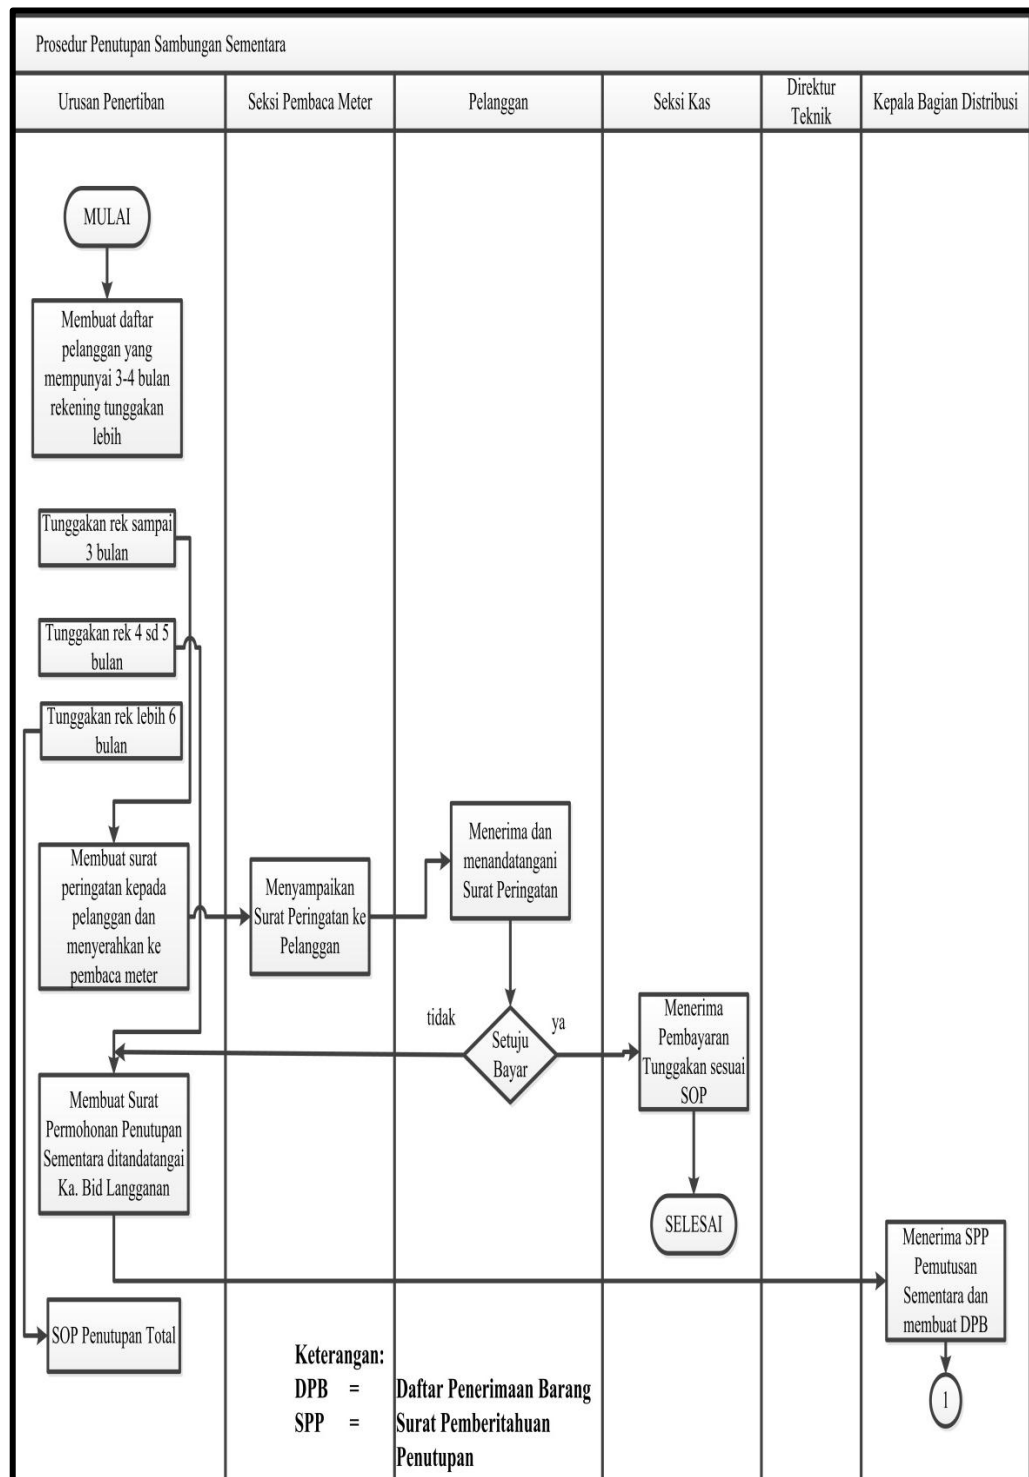 Prosedur Penutupan Sambungan Sementara
Urusan Penertiban
Seksi Pembaca Meter
Pelanggan
Seksi Kas
Direktur
Teknik
Kepala Bagian Distribusi
MULAI
Membuat daftar
pelanggan yang
mempunyai 3-4 bulan
rekening tunggakan
lebih
Tunggakan rek sampai
3 bulan
Tunggakan rek 4 sd 5
bulan
Tunggakan rek lebih 6
bulan
Membuat surat
peringatan kepada
pelanggan dan
menyerahkan ke
pembaca meter
Menyampaikan
Surat Peringatan ke
Pelanggan
Menerima dan
menandatangani
Surat Peringatan
tidak
Setuju
Bayar
ya
Menerima
Pembayaran
Tunggakan sesuai
SOP
SELESAI
Membuat Surat
Permohonan Penutupan
Sementara ditandatangai
Ka. Bid Langganan
Menerima SPP
Pemutusan
Sementara dan
membuat DPB
1
SOP Penutupan Total
Keterangan:
DPB = Daftar Penerimaan Barang
SPP = Surat Pemberitahuan
Penutupan